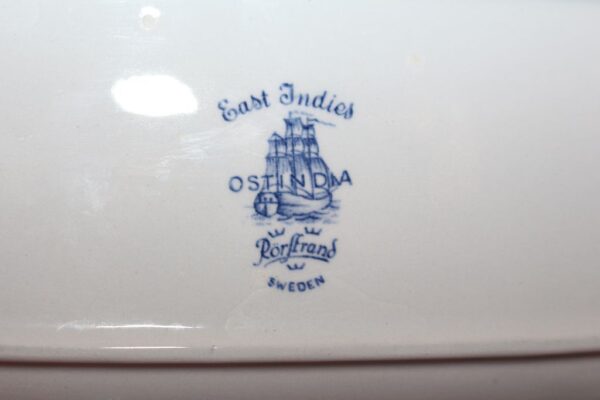 East Indies
OSTINDIA
Rörstrand
SWEDEN